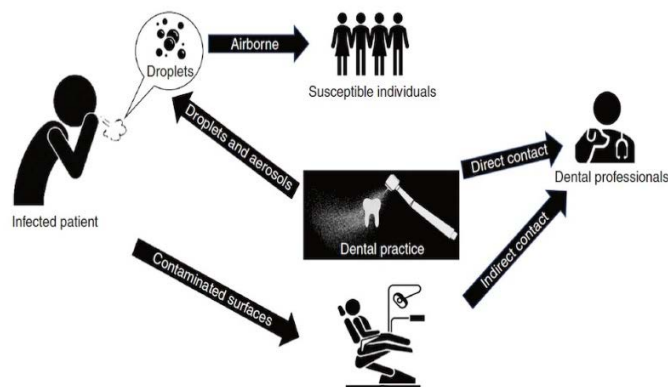 Droplets
Airborne
Susceptible individuals
Infected patient
Droplets and aerosols
Dental practice
Direct contact
Dental professionals
Contaminated surfaces
Indirect contact